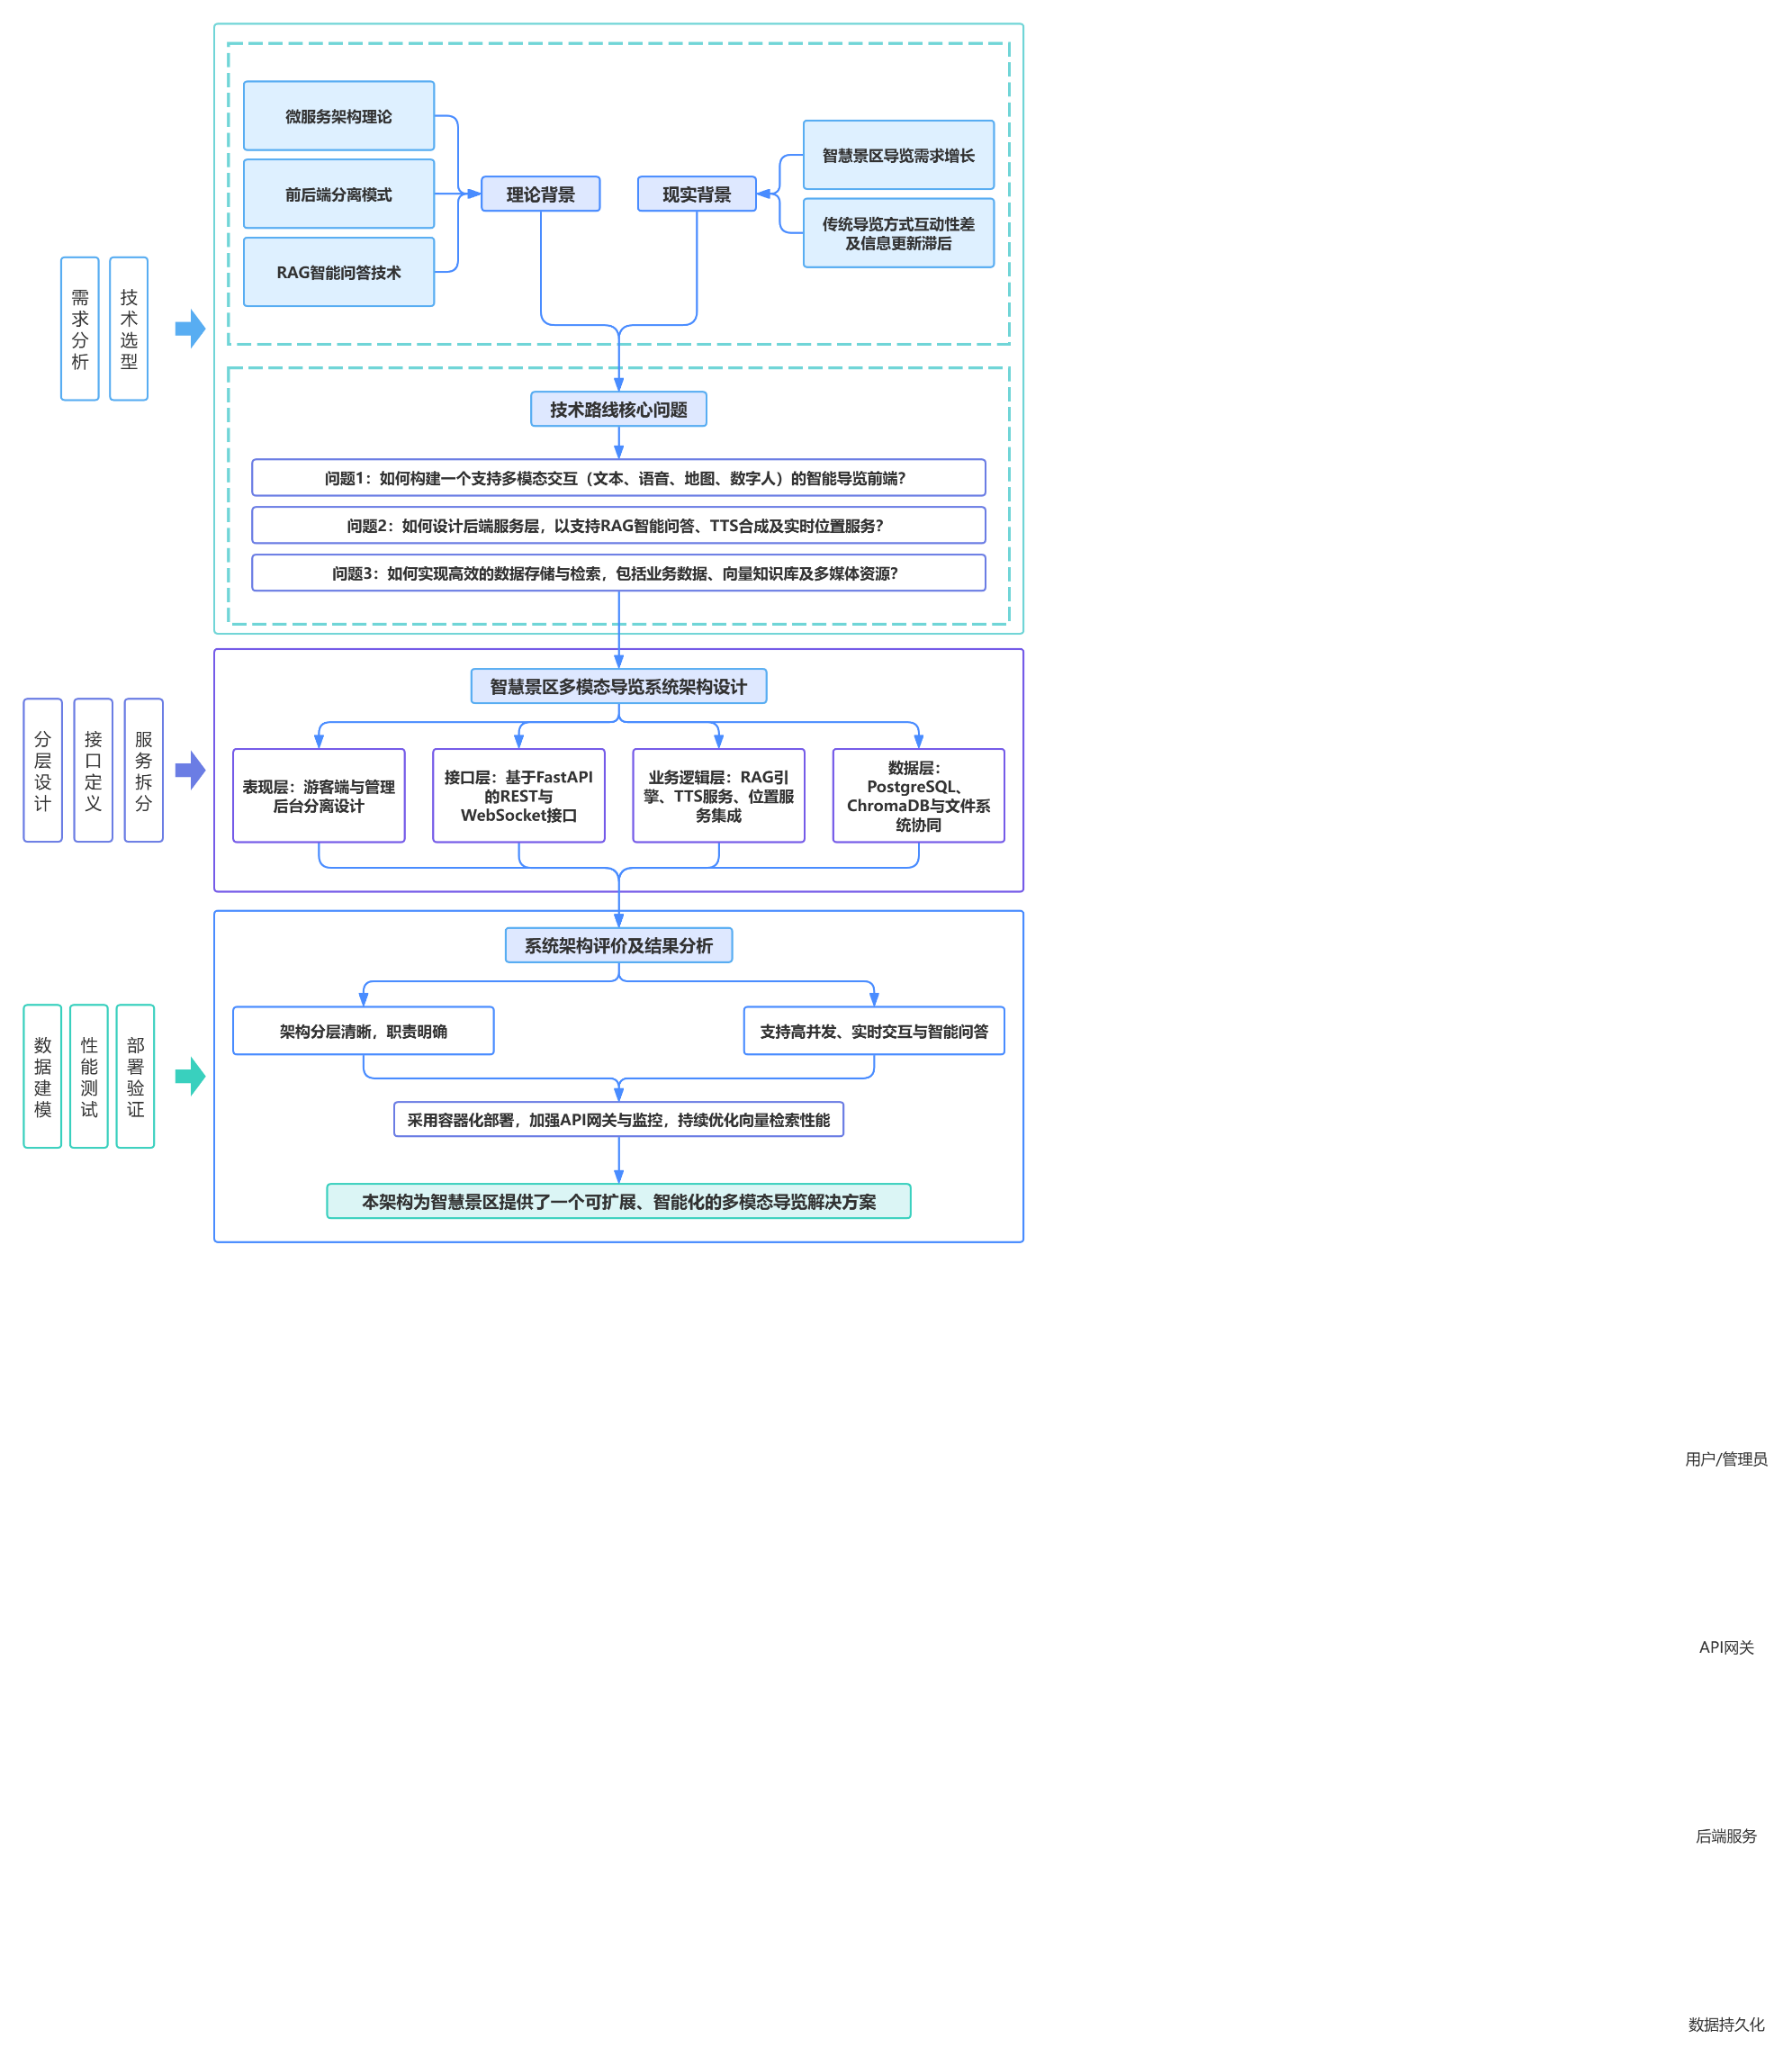 微服务架构理论
前后端分离模式
RAG智能问答技术
理论背景
现实背景
智慧景区导览需求增长
传统导览方式互动性差
及信息更新滞后
需求分析
技术选型
技术路线核心问题
问题1：如何构建一个支持多模态交互（文本、语音、地图、数字人）的智能导览前端？
问题2：如何设计后端服务层，以支持RAG智能问答、TTS合成及实时位置服务？
问题3：如何实现高效的数据存储与检索，包括业务数据、向量知识库及多媒体资源？
分层设计
接口定义
服务拆分
智慧景区多模态导览系统架构设计
表现层：游客端与管理
后台分离设计
接口层：基于FastAPI
的REST与
WebSocket接口
业务逻辑层：RAG引
擎、TTS服务、位置服
务集成
数据层：
PostgreSQL、
ChromaDB与文件系
统协同
数据建模
性能测试
部署验证
系统架构评价及结果分析
架构分层清晰，职责明确
支持高并发、实时交互与智能问答
采用容器化部署，加强API网关与监控，持续优化向量检索性能
本架构为智慧景区提供了一个可扩展、智能化的多模态导览解决方案
用户/管理员
API网关
后端服务
数据持久化